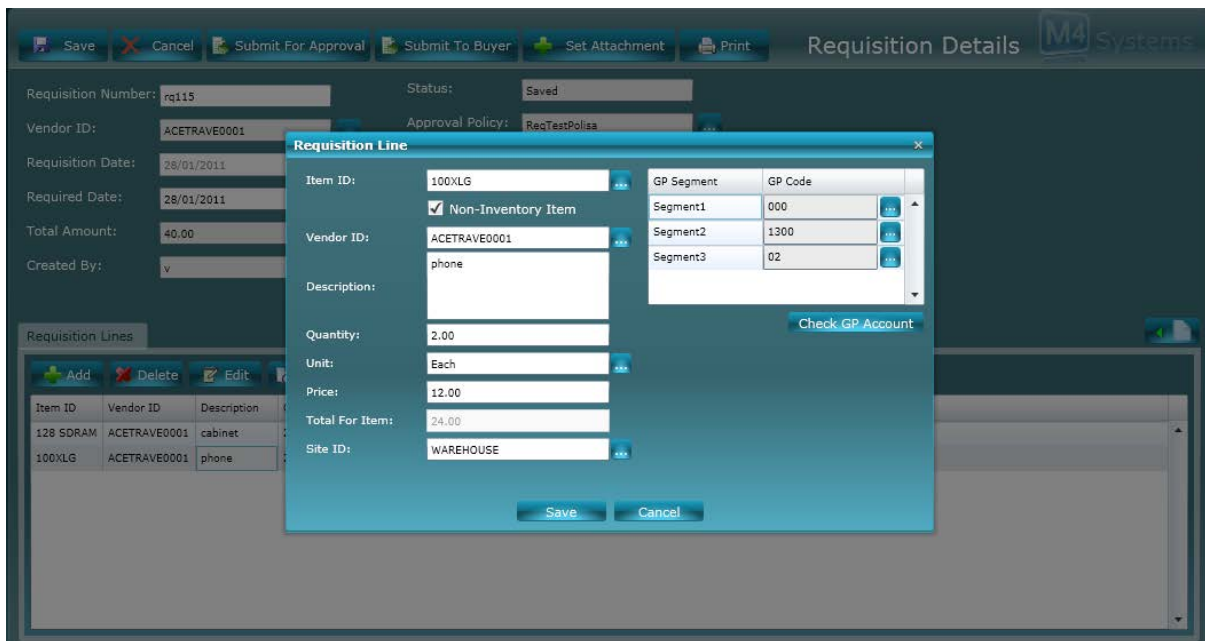 Save Cancel Submit For Approval Submit To Buyer Set Attachment Print Requisition Details M4 Systems
Requisition Number: rq115 Status: Saved
Vendor ID: ACETRAVE0001 Approval Policy: ReqTestPolisa
Requisition Date: 28/01/2011
Required Date: 28/01/2011
Total Amount: 40.00
Created By: v
Requisition Line
Item ID: 100XLG
Non-Inventory Item
Vendor ID: ACETRAVE0001
Description: phone
Quantity: 2.00
Unit: Each
Price: 12.00
Total For Item: 24.00
Site ID: WAREHOUSE
GP Segment GP Code
Segment1 000
Segment2 1300
Segment3 02
Check GP Account
Save Cancel
Requisition Lines
Add Delete Edit
Item ID Vendor ID Description
128 SDRAM ACETRAVE0001 cabinet
100XLG ACETRAVE0001 phone